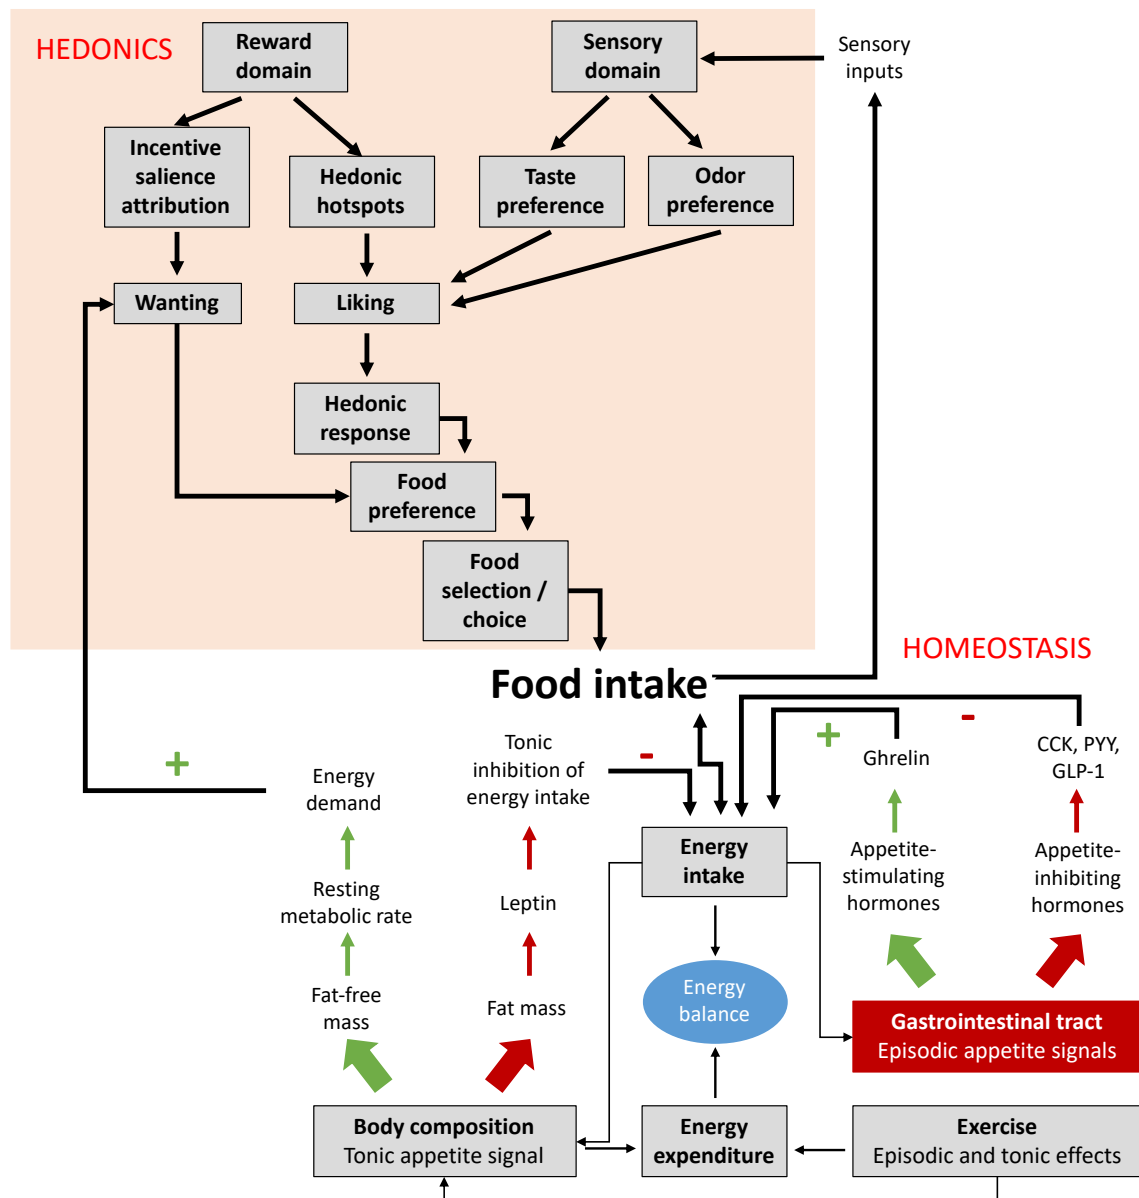 HEDONICS
Reward
domain
Sensory
domain
Sensory
inputs
Incentive
salience
attribution
Hedonic
hotspots
Taste
preference
Odor
preference
Wanting
Liking
Hedonic
response
Food
preference
Food
selection /
choice
HOMEOSTASIS
Food intake
+
Energy
demand
Tonic
inhibition of
energy intake
-
+
Ghrelin
-
CCK, PYY,
GLP-1
Resting
metabolic rate
Leptin
Energy
intake
Appetite-
stimulating
hormones
Appetite-
inhibiting
hormones
Fat-free
mass
Fat mass
Energy
balance
Gastrointestinal tract
Episodic appetite signals
Body composition
Tonic appetite signal
Energy
expenditure
Exercise
Episodic and tonic effects